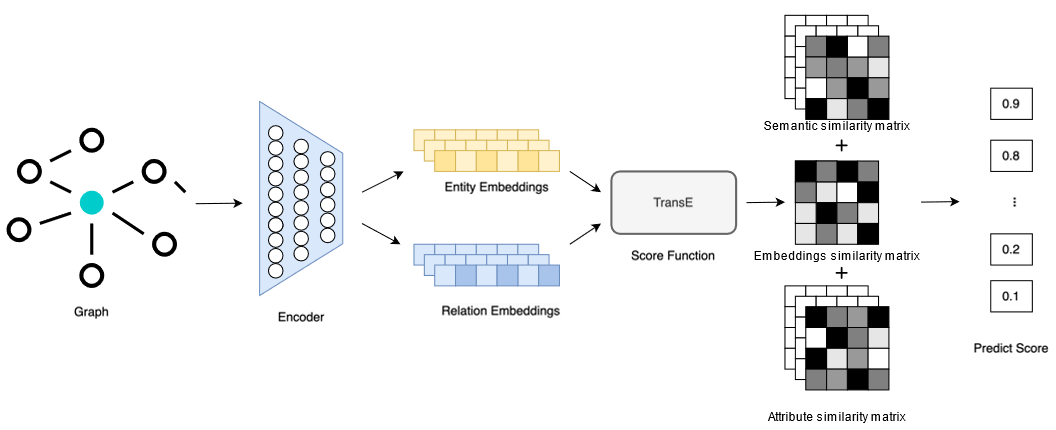 Graph
Encoder
Entity Embeddings
Relation Embeddings
TransE
Score Function
Semantic similarity matrix
+
Embeddings similarity matrix
+
Attribute similarity matrix
0.9
0.8
⋮
0.2
0.1
Predict Score